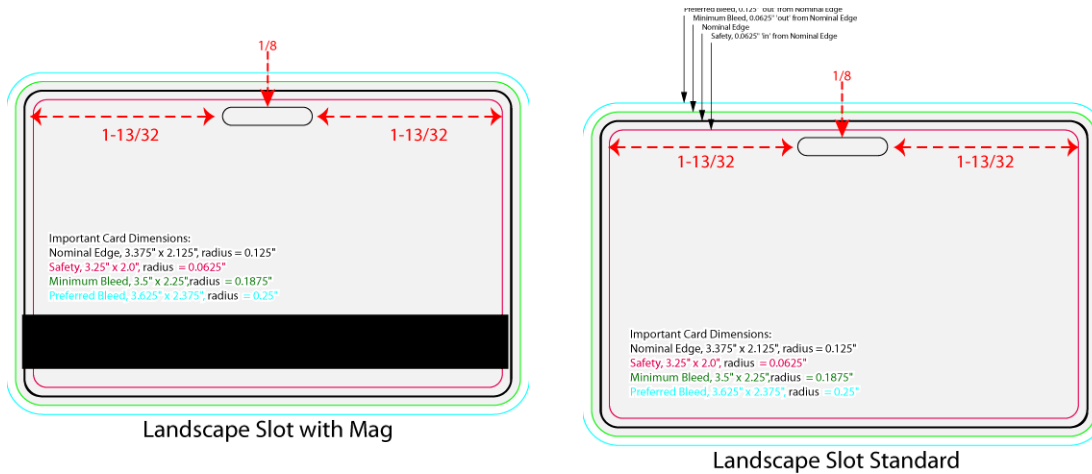 1/8
1-13/32
1-13/32
Important Card Dimensions:
Nominal Edge, 3.375" x 2.125", radius = 0.125"
Safety, 3.25" x 2.0", radius = 0.0625"
Minimum Bleed, 3.5" x 2.25",radius = 0.1875"
Preferred Bleed, 3.625" x 2.375", radius = 0.25"
Landscape Slot with Mag
Preferred Bleed, 0.125" 'out' from Nominal Edge
Minimum Bleed, 0.0625" 'out' from Nominal Edge
Nominal Edge
Safety, 0.0625" 'in' from Nominal Edge
1/8
1-13/32
1-13/32
Important Card Dimensions:
Nominal Edge, 3.375" x 2.125", radius = 0.125"
Safety, 3.25" x 2.0", radius = 0.0625"
Minimum Bleed, 3.5" x 2.25",radius = 0.1875"
Preferred Bleed, 3.625" x 2.375", radius = 0.25"
Landscape Slot Standard